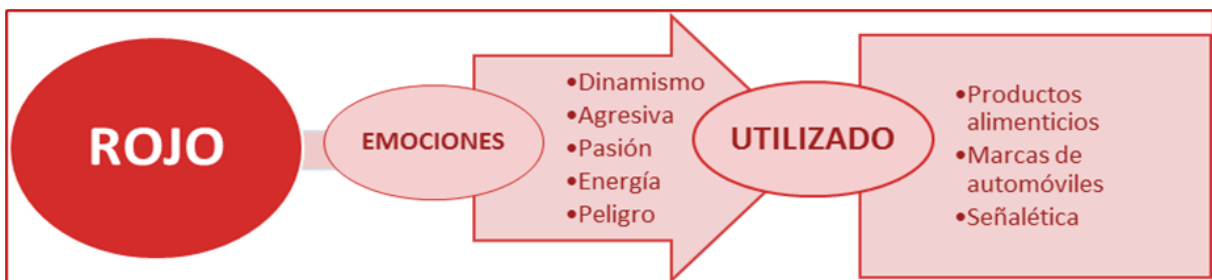 ROJO
EMOCIONES
•Dinamismo
•Agresiva
•Pasión
•Energía
•Peligro
UTILIZADO
•Productos
alimenticios
•Marcas de
automóviles
•Señalética